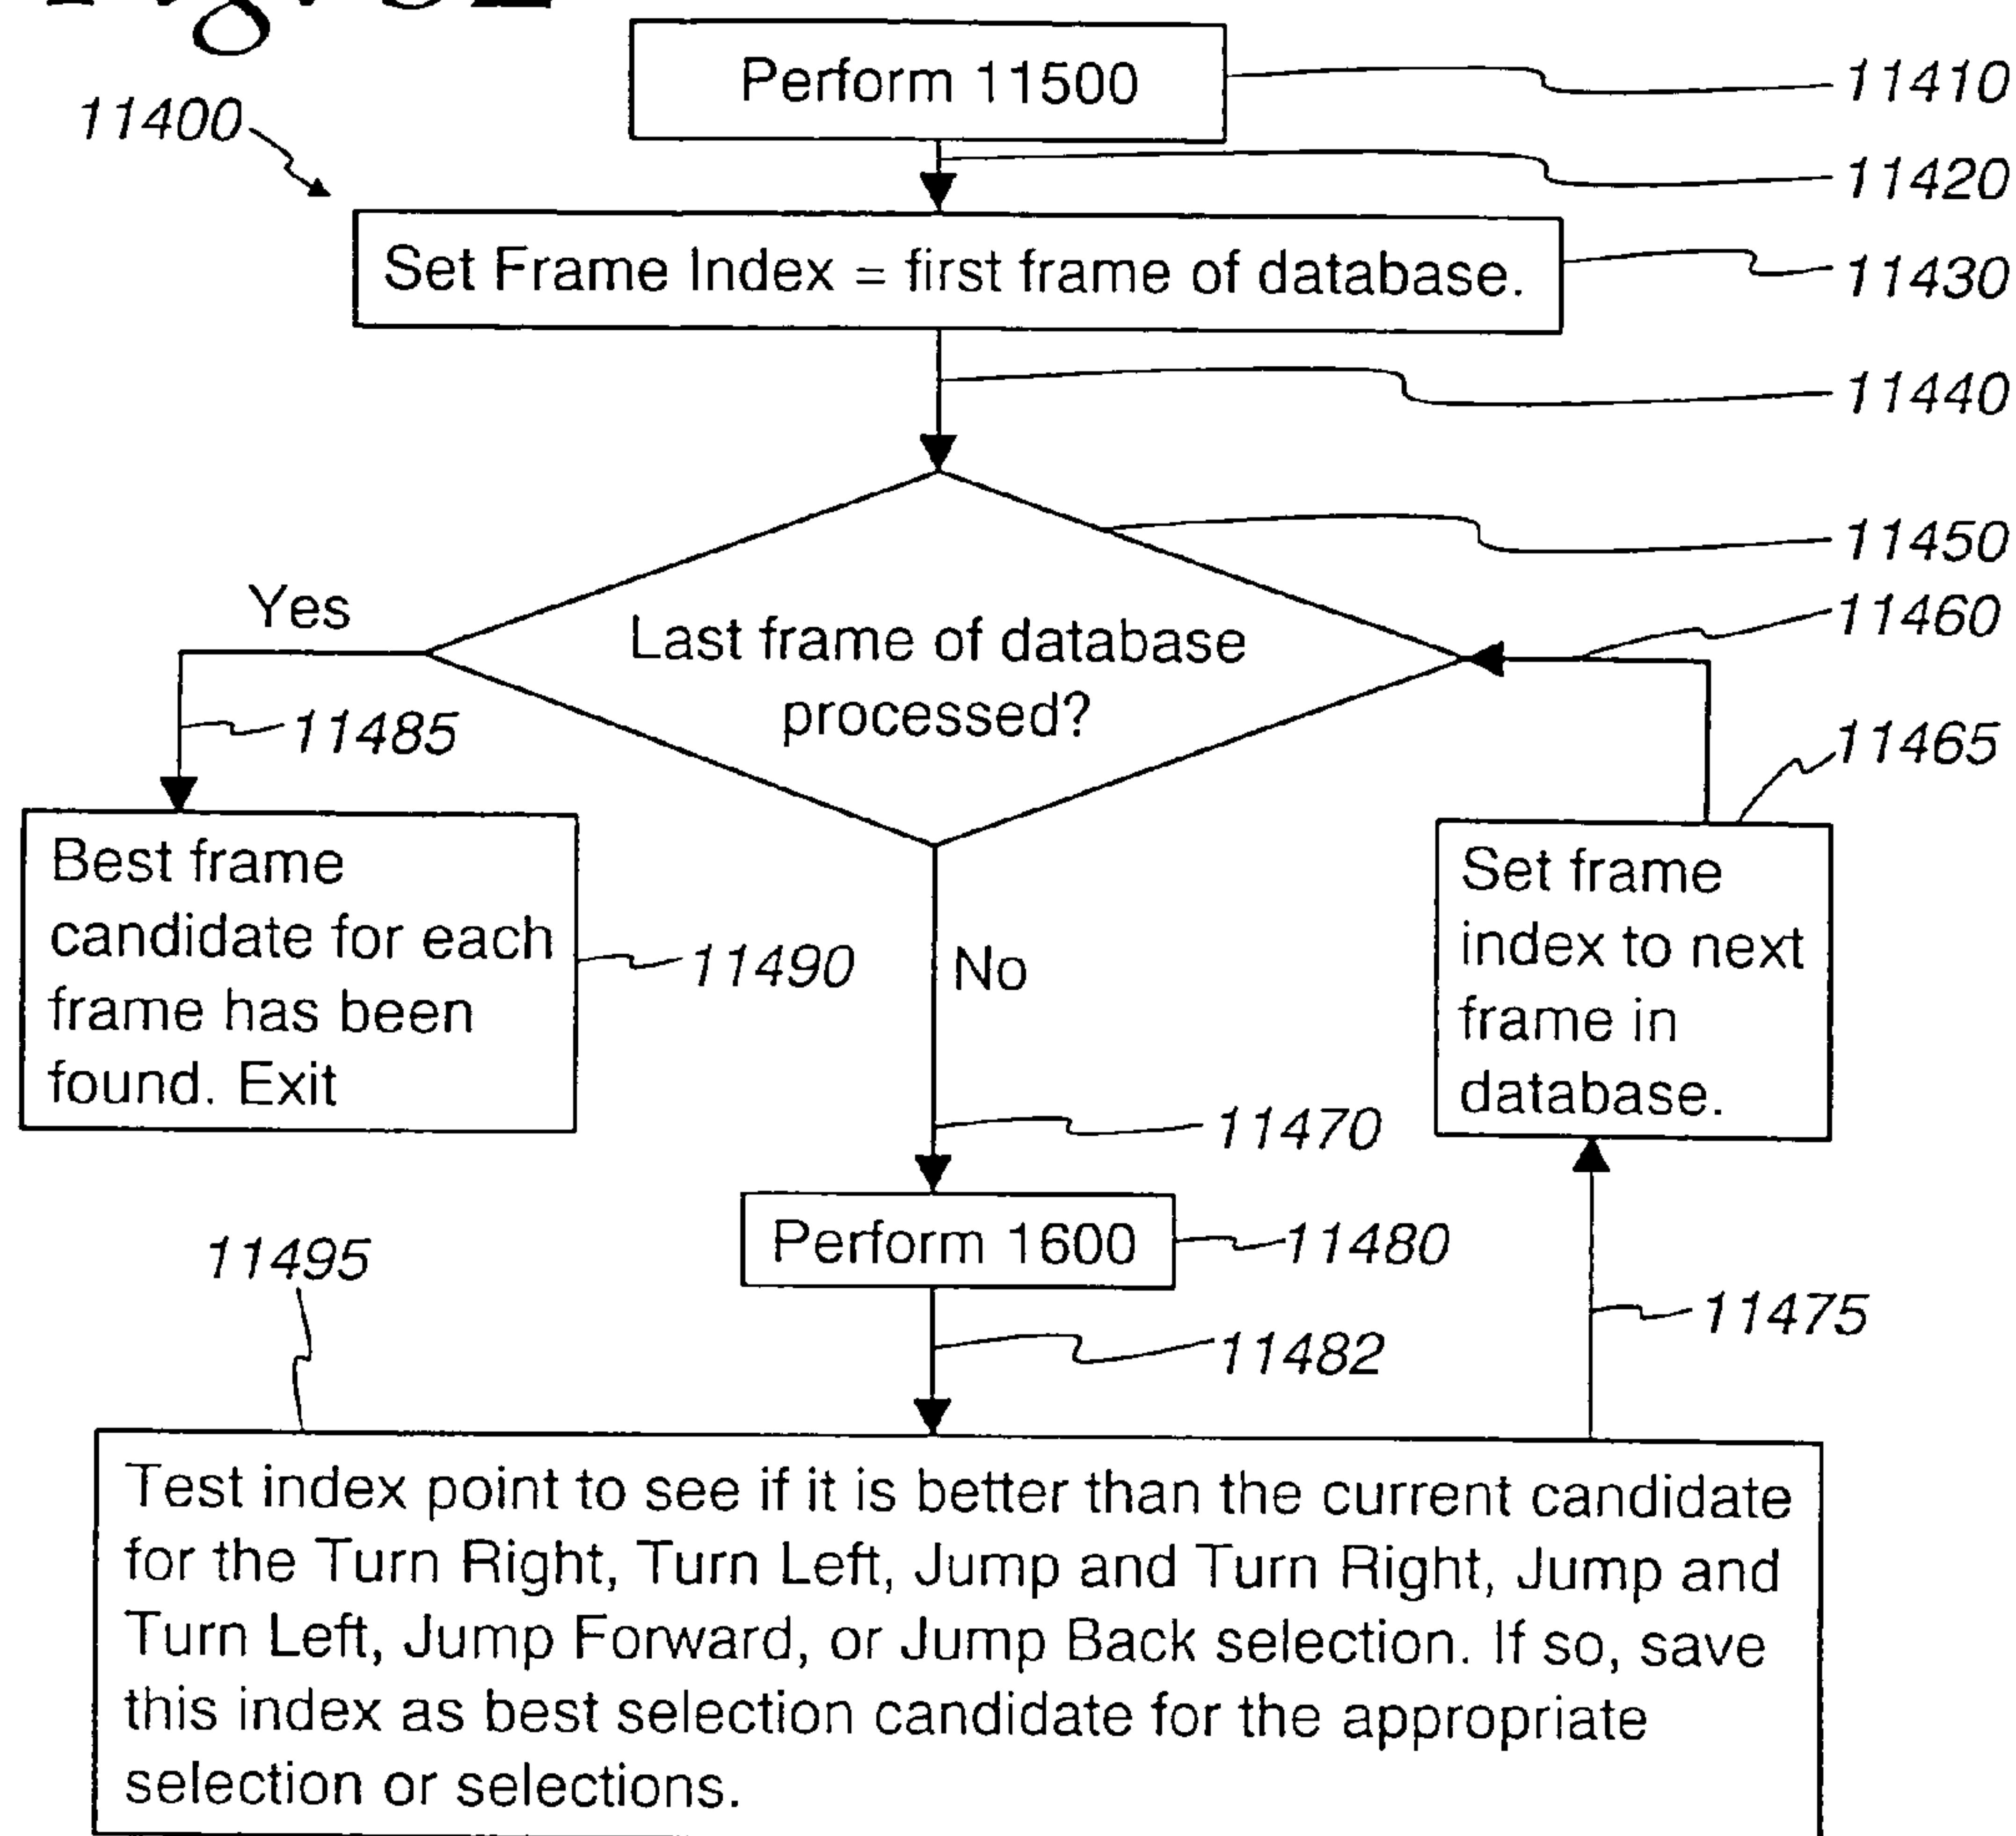 Perform 11500
11410
11400
11420
Set Frame Index = first frame of database.
11430
11440
11450
Yes
Last frame of database
processed?
11460
11485
11465
Best frame
candidate for each
frame has been
found. Exit
11490
No
Set frame
index to next
frame in
database.
11470
Perform 1600
11480
11495
11475
11482
Test index point to see if it is better than the current candidate
for the Turn Right, Turn Left, Jump and Turn Right, Jump and
Turn Left, Jump Forward, or Jump Back selection. If so, save
this index as best selection candidate for the appropriate
selection or selections.